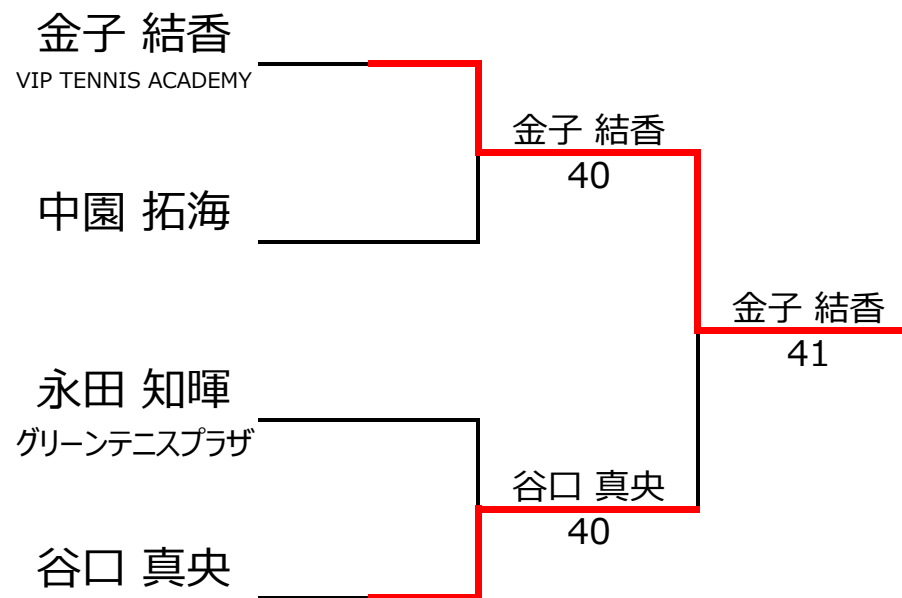 金子 結香
VIP TENNIS ACADEMY
中園 拓海
永田 知暉
グリーンテニスプラザ
谷口 真央
金子 結香
40
谷口 真央
40
金子 結香
41